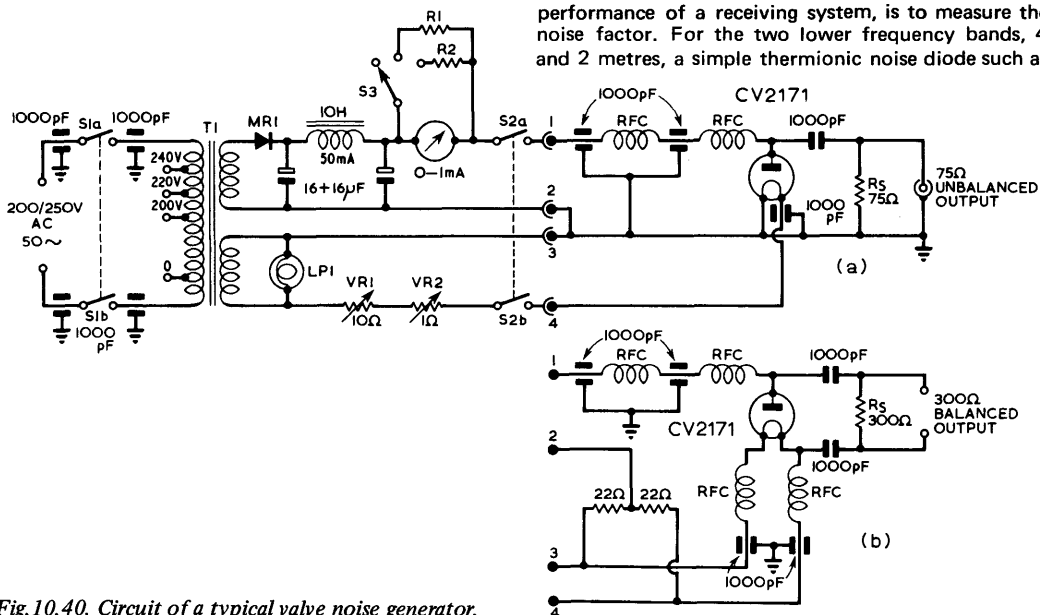 performance of a receiving system, is to measure the
noise factor. For the two lower frequency bands, 4
and 2 metres, a simple thermionic noise diode such a
R1
R2
S3
1000pF
S1a
1000pF
T1
MR1
10H
50mA
0–1mA
S2a
1
1000pF
RFC
RFC
CV2171
1000pF
240V
220V
200V
0
16+16µF
2
3
RS
75Ω
1000
pF
75Ω
UNBALANCED
OUTPUT
200/250V
AC
50~
(a)
LP1
VR1
10Ω
VR2
1Ω
S2b
4
S1b
1000
pF
1
1000pF
RFC
RFC
1000pF
CV2171
RS
300Ω
300Ω
BALANCED
OUTPUT
1000pF
2
22Ω
22Ω
RFC
RFC
(b)
3
1000pF
4
Fig.10.40. Circuit of a typical valve noise generator.